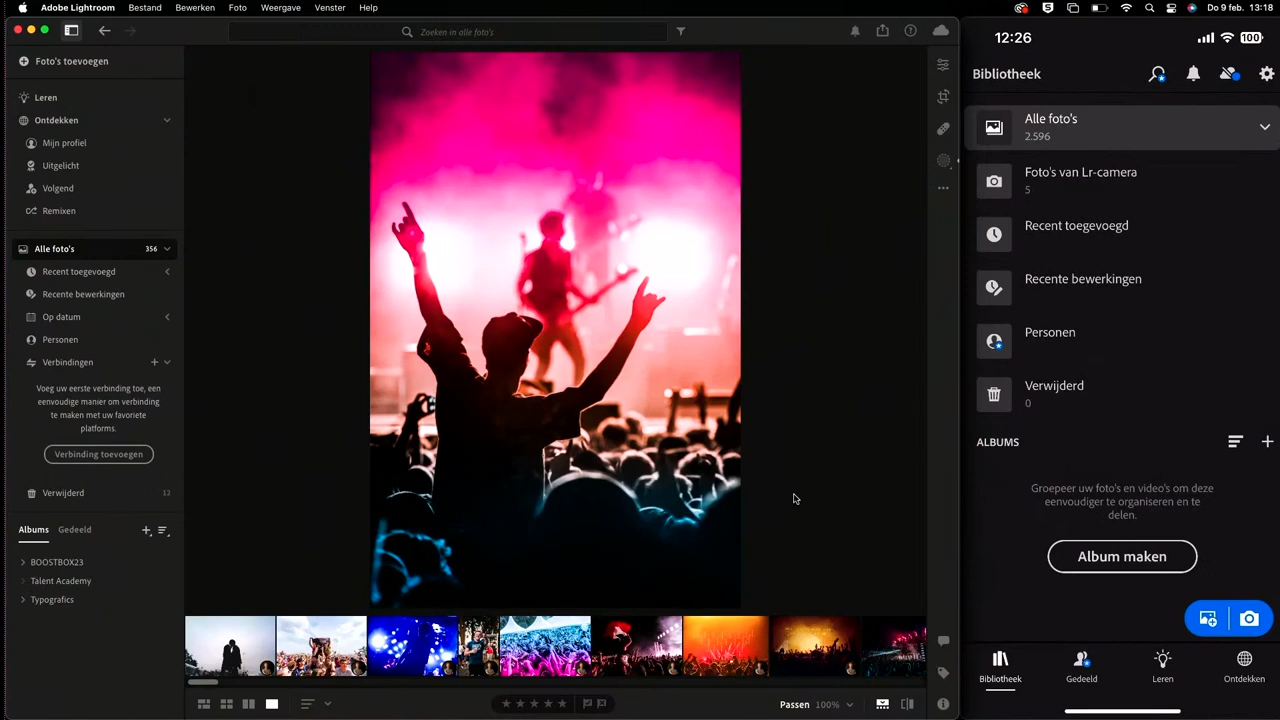 Adobe Lightroom Bestand Bewerken Foto Weergave Venster Help Do 9 feb. 13:18
Zoeken in alle foto's
Foto's toevoegen
Leren
Ontdekken
Mijn profiel
Uitgelicht
Volgend
Remixen
Alle foto's 356
Recent toegevoegd
Recente bewerkingen
Op datum
Personen
Verbindingen
Voeg uw eerste verbinding toe, een
eenvoudige manier om verbinding
te maken met uw favoriete
platforms.
Verbinding toevoegen
Verwijderd 12
Albums Gedeeld
BOOSTBOX23
Talent Academy
Typografics
Passen 100%
12:26 100
Bibliotheek
Alle foto's
2.596
Foto's van Lr-camera
5
Recent toegevoegd
Recente bewerkingen
Personen
Verwijderd
0
ALBUMS
Groepeer uw foto's en video's om deze
eenvoudiger te organiseren en te
delen.
Album maken
Bibliotheek Gedeeld Leren Ontdekken